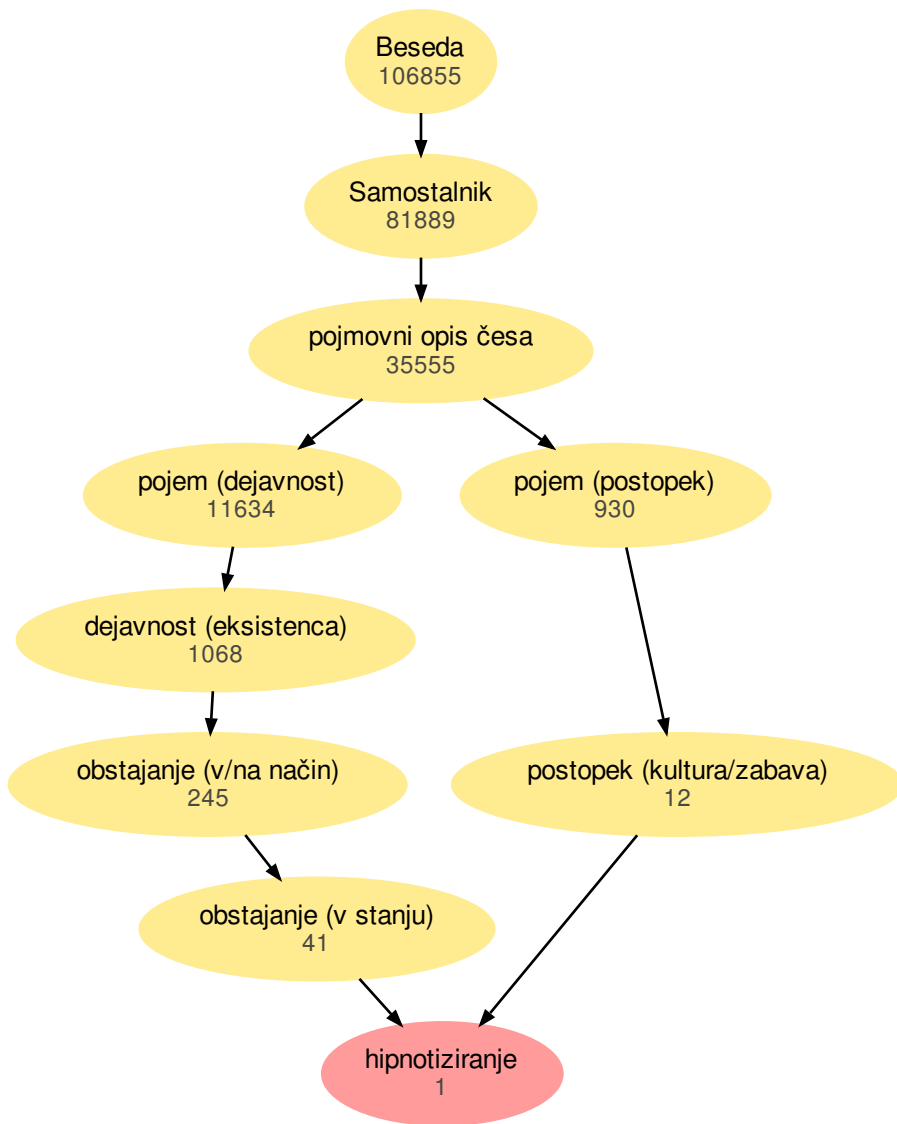 Beseda
106855
Samostalnik
81889
pojmovni opis česa
35555
pojem (dejavnost)
11634
pojem (postopek)
930
dejavnost (eksistenca)
1068
obstajanje (v/na način)
245
postopek (kultura/zabava)
12
obstajanje (v stanju)
41
hipnotiziranje
1